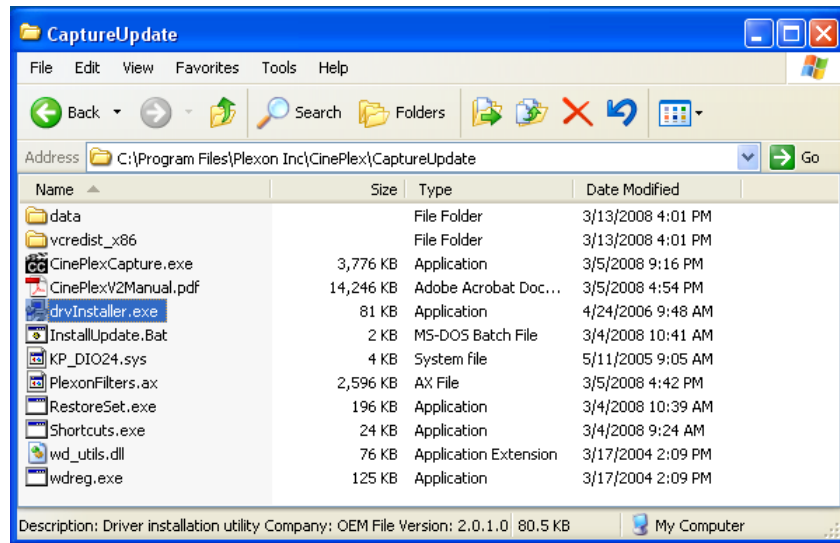 CaptureUpdate
File Edit View Favorites Tools Help
Back Search Folders
Address C:\Program Files\Plexon Inc\CinePlex\CaptureUpdate Go
Name Size Type Date Modified
data File Folder 3/13/2008 4:01 PM
vcredist_x86 File Folder 3/13/2008 4:01 PM
CinePlexCapture.exe 3,776 KB Application 3/5/2008 9:16 PM
CinePlexV2Manual.pdf 14,246 KB Adobe Acrobat Doc... 3/5/2008 4:54 PM
drvInstaller.exe 81 KB Application 4/24/2006 9:48 AM
InstallUpdate.Bat 2 KB MS-DOS Batch File 3/4/2008 10:41 AM
KP_DIO24.sys 4 KB System file 5/11/2005 9:05 AM
PlexonFilters.ax 2,596 KB AX File 3/5/2008 4:42 PM
RestoreSet.exe 196 KB Application 3/4/2008 10:39 AM
Shortcuts.exe 24 KB Application 3/4/2008 9:24 AM
wd_utils.dll 76 KB Application Extension 3/17/2004 2:09 PM
wdreg.exe 125 KB Application 3/17/2004 2:09 PM
Description: Driver installation utility Company: OEM File Version: 2.0.1.0 80.5 KB My Computer